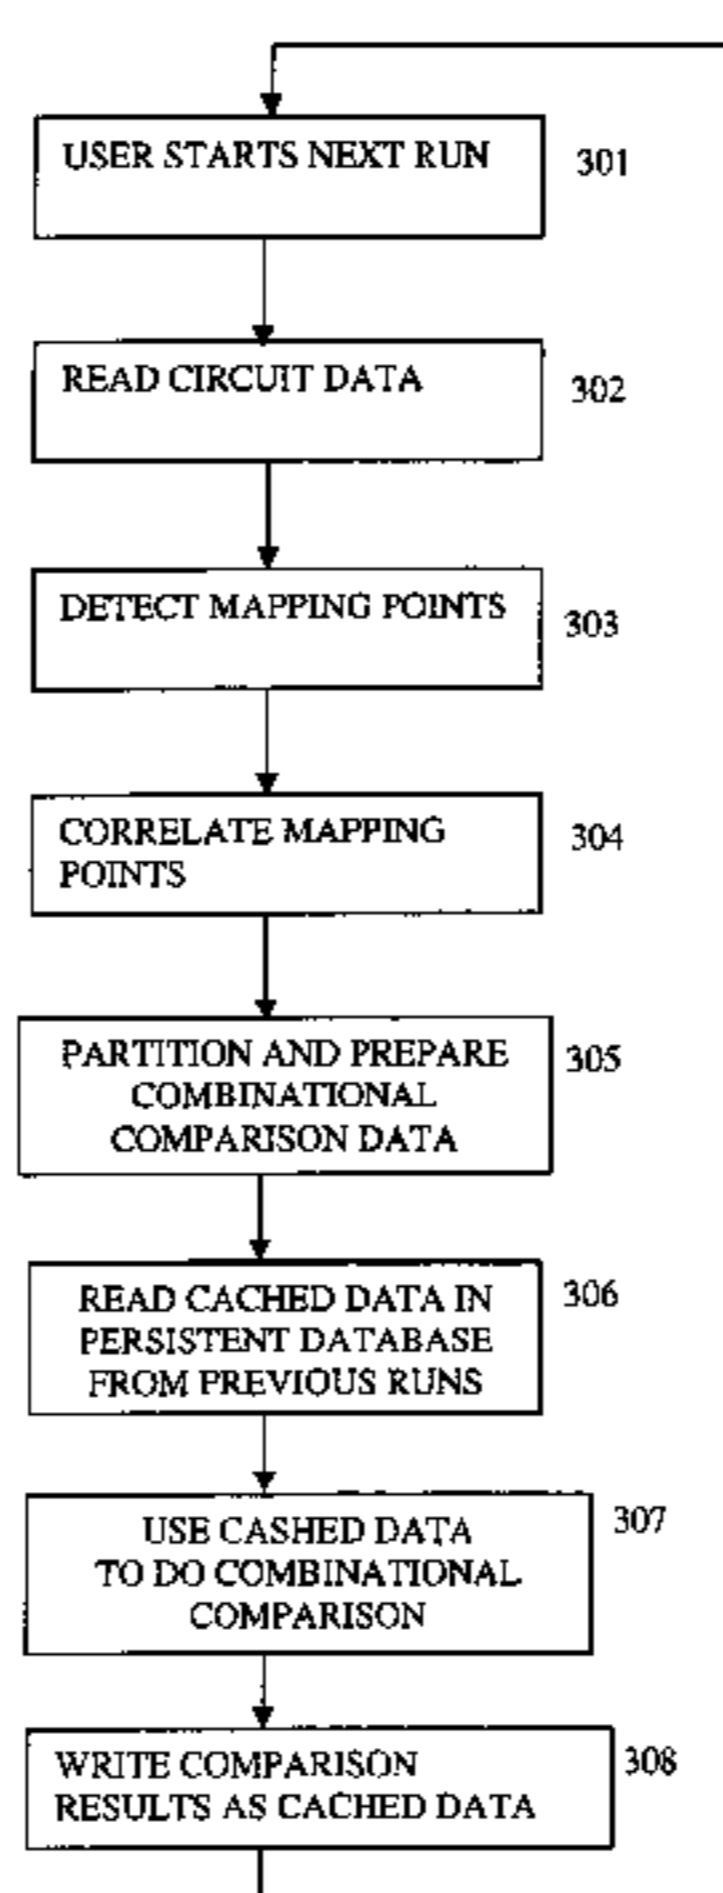 USER STARTS NEXT RUN
301
READ CIRCUIT DATA
302
DETECT MAPPING POINTS
303
CORRELATE MAPPING
POINTS
304
PARTITION AND PREPARE
COMBINATIONAL
COMPARISON DATA
305
READ CACHED DATA IN
PERSISTENT DATABASE
FROM PREVIOUS RUNS
306
USE CASHED DATA
TO DO COMBINATIONAL
COMPARISON
307
WRITE COMPARISON
RESULTS AS CACHED DATA
308